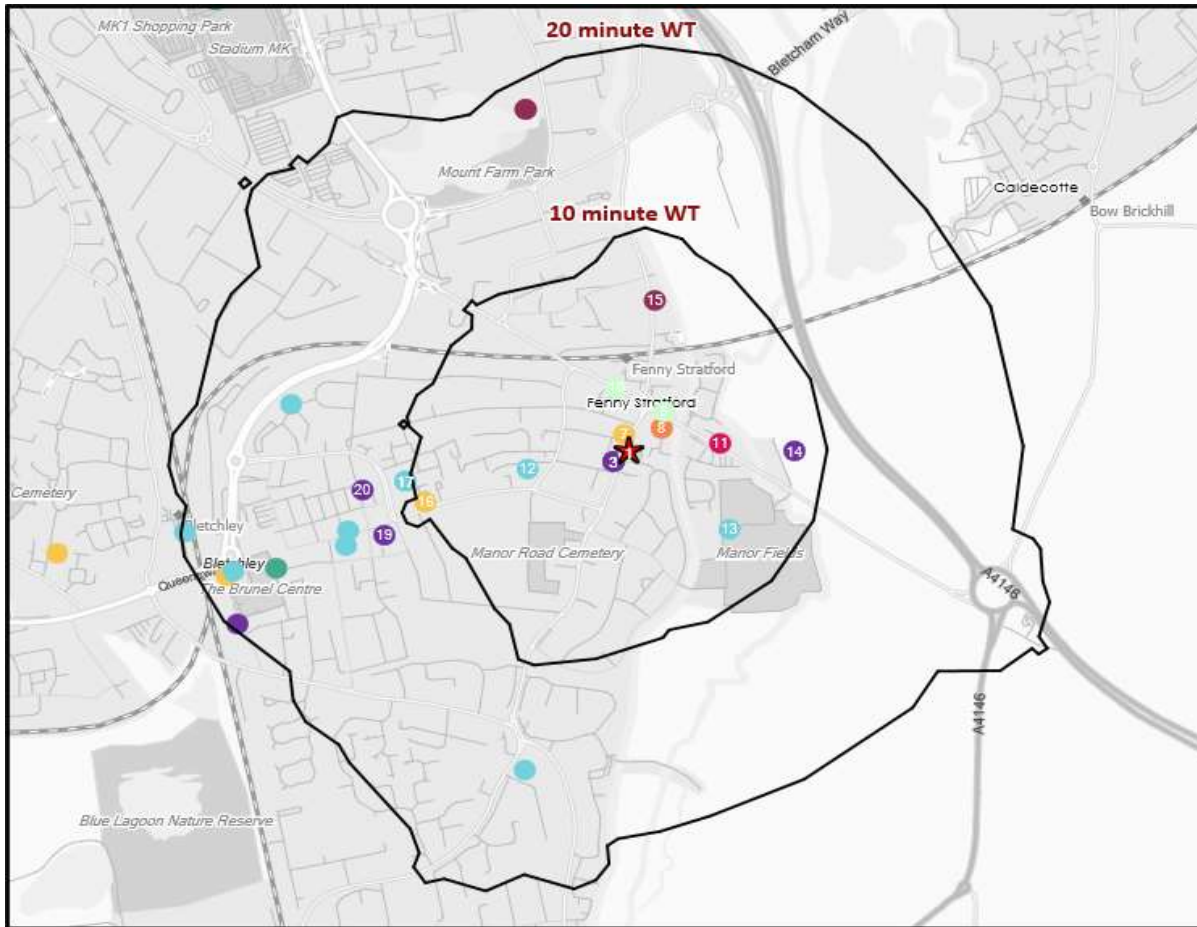 20 minute WT
MK1 Shopping Park
Stadium MK
Bletcham Way
Mount Farm Park
Caldecotte
Bow Brickhill
10 minute WT
15
Fenny Stratford
Fenny Stratford
7
8
1
11
3
14
12
20
17
16
Cemetery
Bletchley
19
13
Manor Road Cemetery
Manor Fields
Bletchley
The Brunel Centre
A4146
A4146
Blue Lagoon Nature Reserve